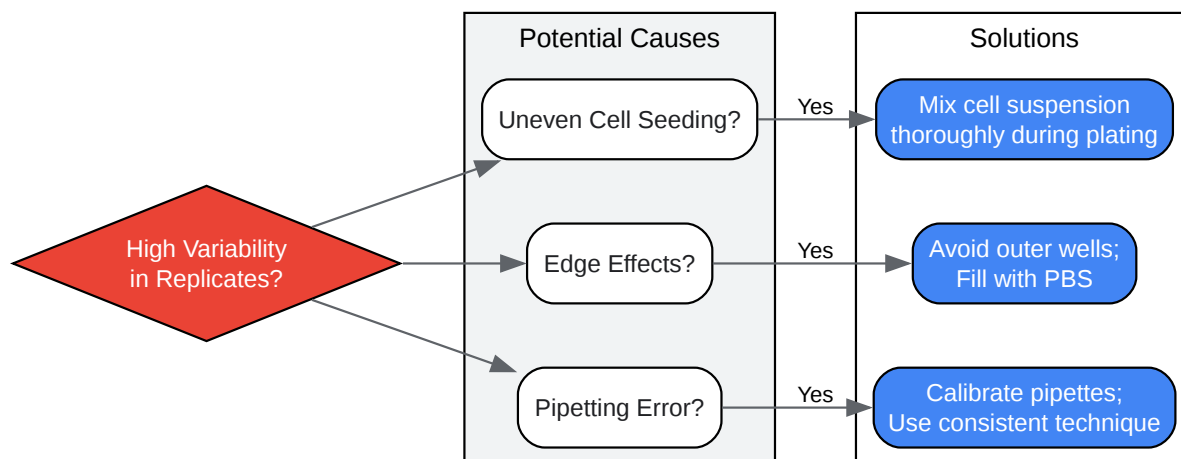 Potential Causes
Solutions
Uneven Cell Seeding?
Yes
Mix cell suspension
thoroughly during plating
High Variability
in Replicates?
Edge Effects?
Yes
Avoid outer wells;
Fill with PBS
Pipetting Error?
Yes
Calibrate pipettes;
Use consistent technique